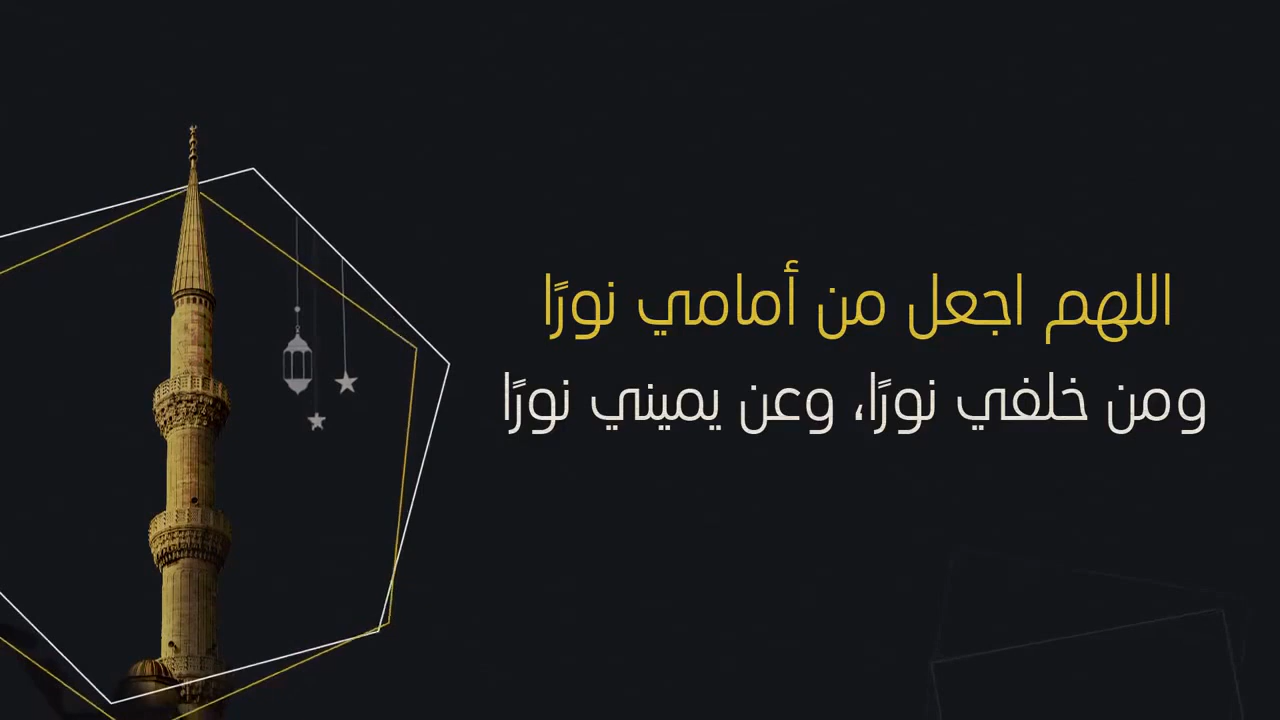 اللهم اجعل من أمامي نورًا
ومن خلفي نورًا، وعن يميني نورًا